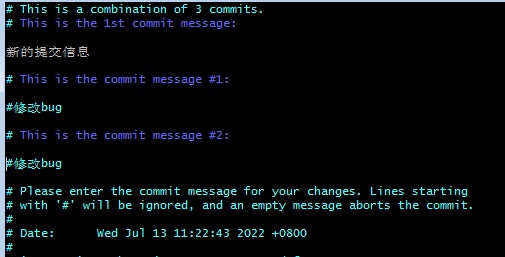 # This is a combination of 3 commits.
# This is the 1st commit message:
新的提交信息
# This is the commit message #1:
#修改bug
# This is the commit message #2:
#修改bug
# Please enter the commit message for your changes. Lines starting
# with '#' will be ignored, and an empty message aborts the commit.
#
# Date:      Wed Jul 13 11:22:43 2022 +0800
#